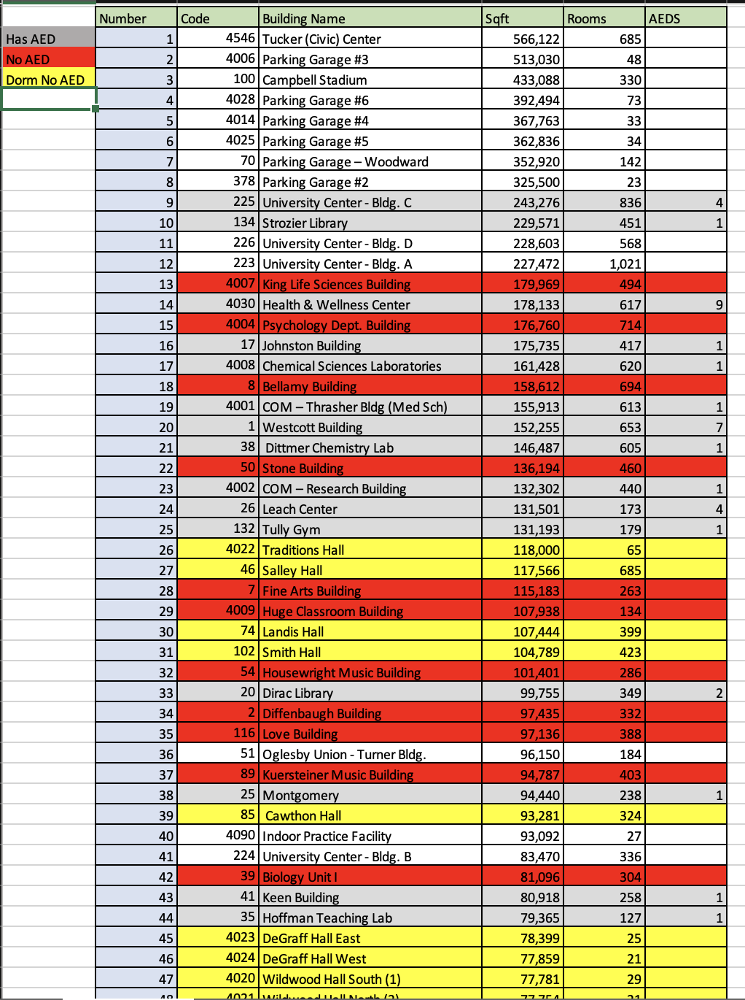 Number Code Building Name Sqft Rooms AEDS
Has AED 1 4546 Tucker (Civic) Center 566,122 685
No AED 2 4006 Parking Garage #3 513,030 48
Dorm No AED 3 100 Campbell Stadium 433,088 330
4 4028 Parking Garage #6 392,494 73
5 4014 Parking Garage #4 367,763 33
6 4025 Parking Garage #5 362,836 34
7 70 Parking Garage – Woodward 352,920 142
8 378 Parking Garage #2 325,500 23
9 225 University Center - Bldg. C 243,276 836 4
10 134 Strozier Library 229,571 451 1
11 226 University Center - Bldg. D 228,603 568
12 223 University Center - Bldg. A 227,472 1,021
13 4007 King Life Sciences Building 179,969 494
14 4030 Health & Wellness Center 178,133 617 9
15 4004 Psychology Dept. Building 176,760 714
16 17 Johnston Building 175,735 417 1
17 4008 Chemical Sciences Laboratories 161,428 620 1
18 8 Bellamy Building 158,612 694
19 4001 COM – Thrasher Bldg (Med Sch) 155,913 613 1
20 1 Westcott Building 152,255 653 7
21 38 Dittmer Chemistry Lab 146,487 605 1
22 50 Stone Building 136,194 460
23 4002 COM – Research Building 132,302 440 1
24 26 Leach Center 131,501 173 4
25 132 Tully Gym 131,193 179 1
26 4022 Traditions Hall 118,000 65
27 46 Salley Hall 117,566 685
28 7 Fine Arts Building 115,183 263
29 4009 Huge Classroom Building 107,938 134
30 74 Landis Hall 107,444 399
31 102 Smith Hall 104,789 423
32 54 Housewright Music Building 101,401 286
33 20 Dirac Library 99,755 349 2
34 2 Diffenbaugh Building 97,435 332
35 116 Love Building 97,136 388
36 51 Oglesby Union - Turner Bldg. 96,150 184
37 89 Kuersteiner Music Building 94,787 403
38 25 Montgomery 94,440 238 1
39 85 Cawthon Hall 93,281 324
40 4090 Indoor Practice Facility 93,092 27
41 224 University Center - Bldg. B 83,470 336
42 39 Biology Unit I 81,096 304
43 41 Keen Building 80,918 258 1
44 35 Hoffman Teaching Lab 79,365 127 1
45 4023 DeGraff Hall East 78,399 25
46 4024 DeGraff Hall West 77,859 21
47 4020 Wildwood Hall South (1) 77,781 29
48 4021 Wildwood Hall North (2) 77,754 21